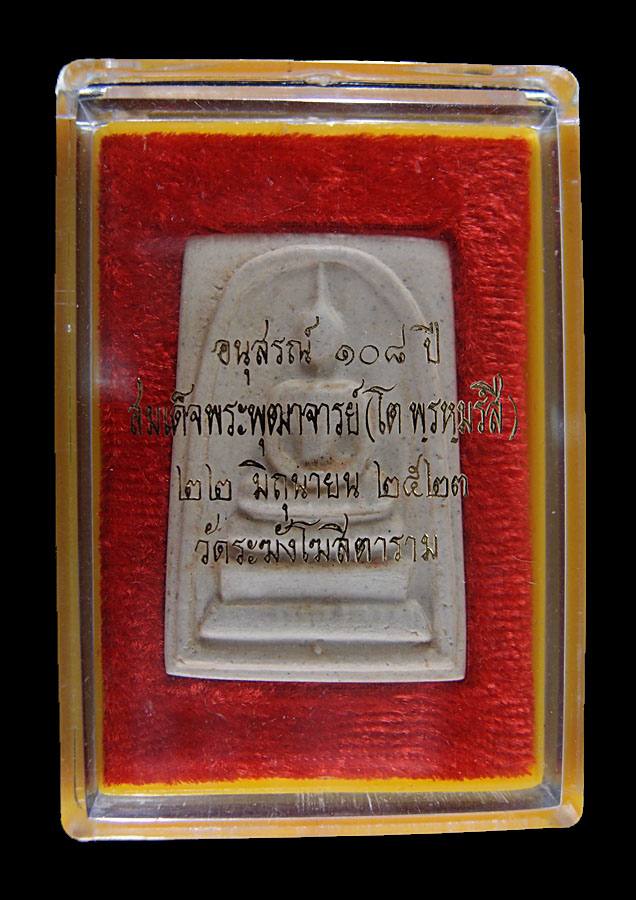 อนุสรณ์ ๑๐๘ ปี
สมเด็จพระพุฒาจารย์ (โต พฺรหฺมรํสี)
๒๒ มิถุนายน ๒๕๒๓
วัดระฆังโฆสิตาราม